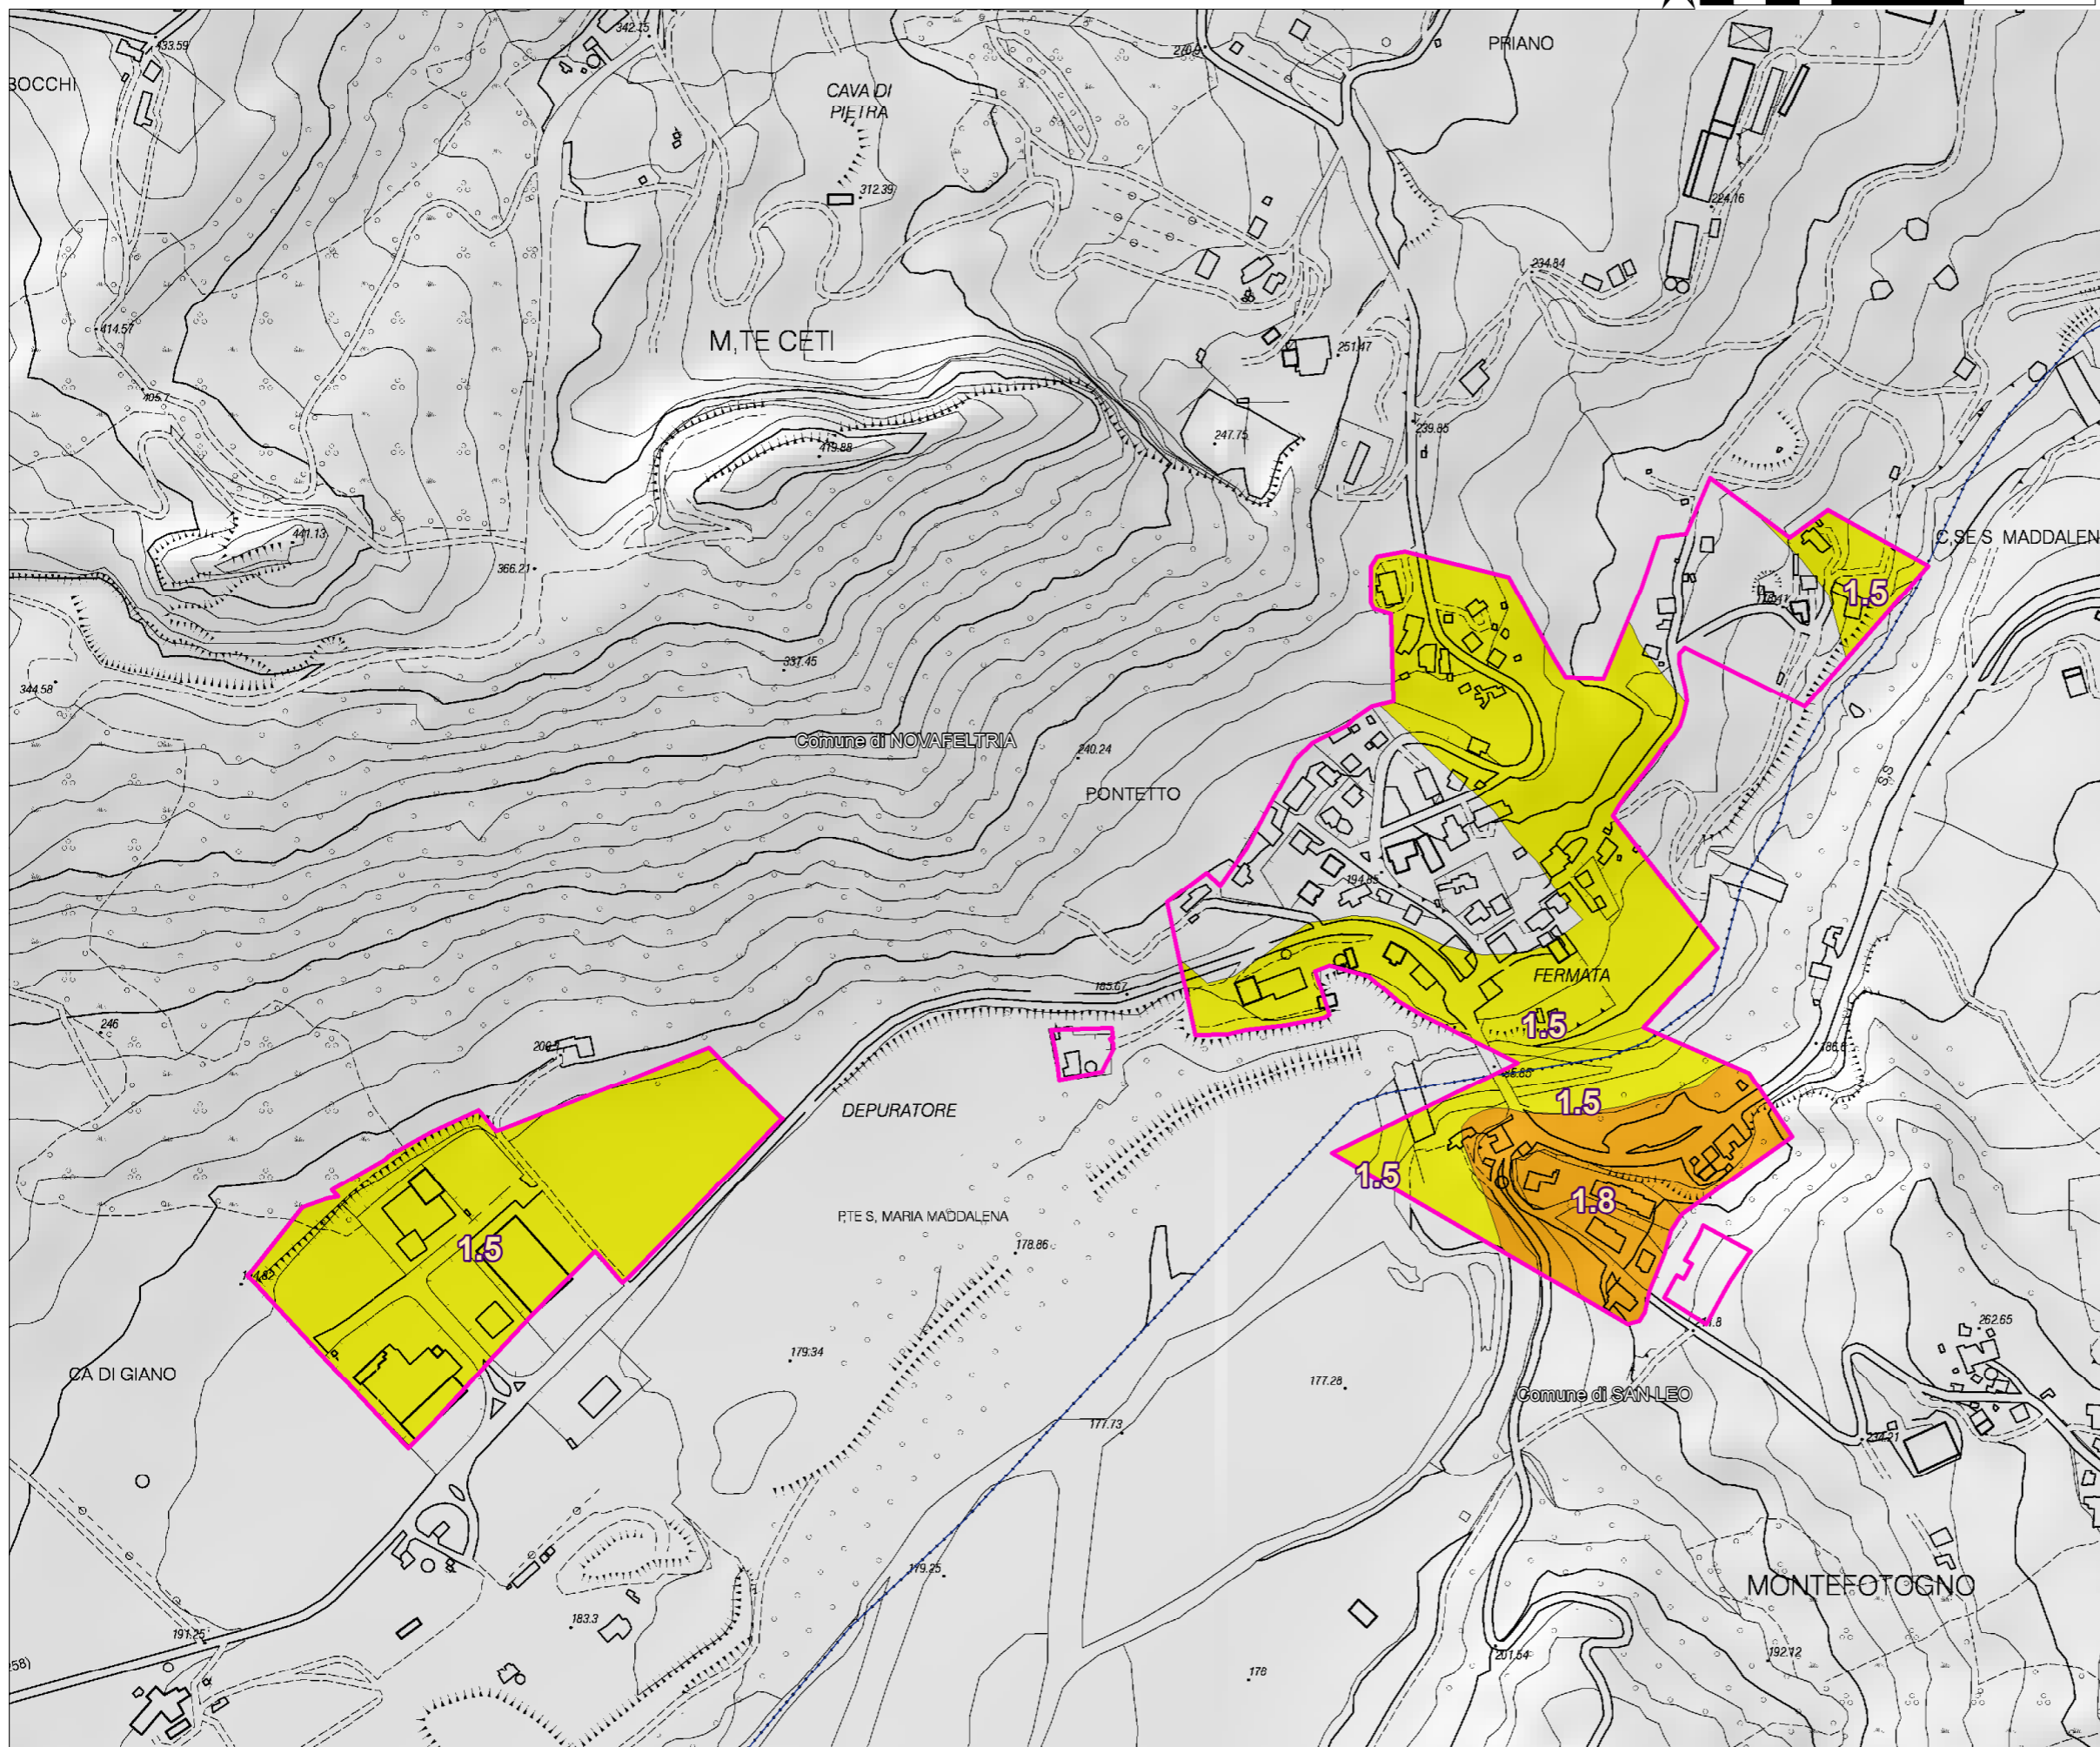 433.59
342.15
270.9
PRIANO
BOCCHI
CAVA DI
PIETRA
312.39
224.16
234.84
414.57
M,TE CETI
251.47
405.7
239.85
247.75
419.88
441.13
366.21
C,SE S MADDALEN
1.5
337.45
344.58
Comune di NOVAFELTRIA
240.24
PONTETTO
SS
194.85
FERMATA
185.67
246
1.5
186.6
DEPURATORE
1.5
1.5
1.8
P,TE S, MARIA MADDALENA
178.86
1.5
262.65
179.34
CA DI GIANO
177.28
Comune di SAN LEO
177.73
234.21
179.25
MONTEFOTOGNO
183.3
191.25
201.54
192.12
258)
178